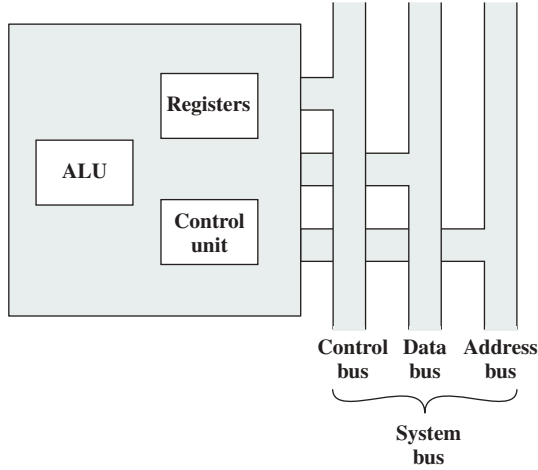 Registers
ALU
Control
unit
Control
bus
Data
bus
Address
bus
System
bus